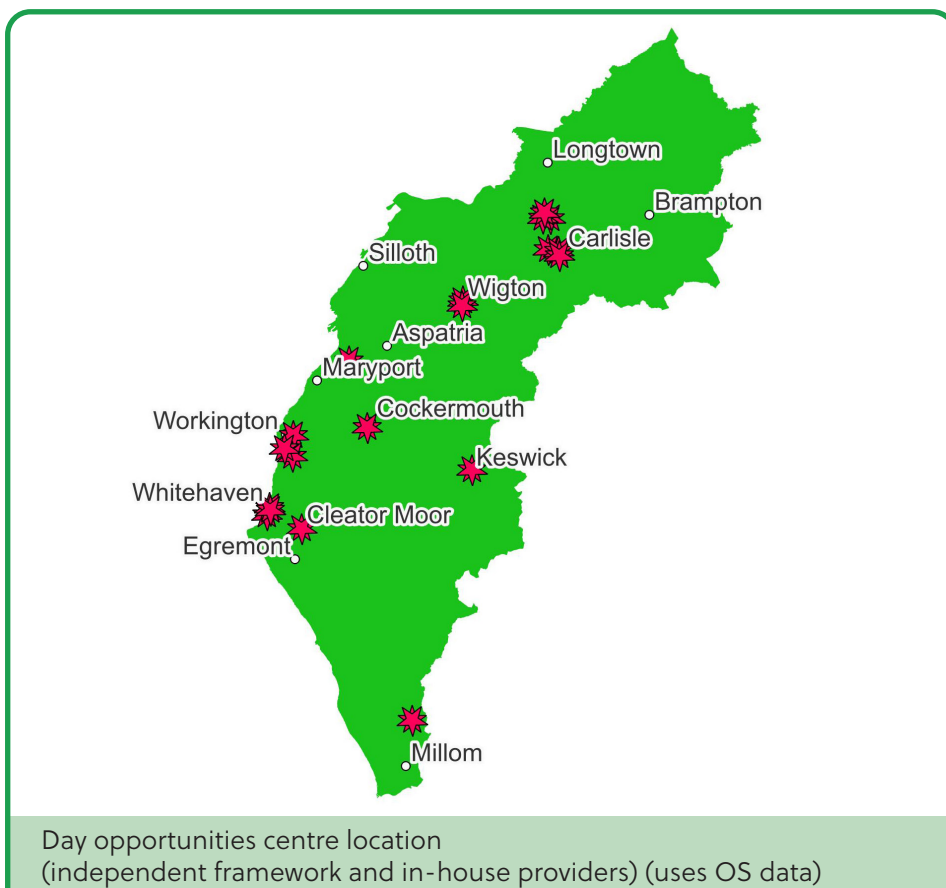 Longtown
Brampton
Carlisle
Silloth
Wigton
Aspatria
Maryport
Cockermouth
Workington
Keswick
Whitehaven
Cleator Moor
Egremont
Millom
Day opportunities centre location
(independent framework and in-house providers) (uses OS data)